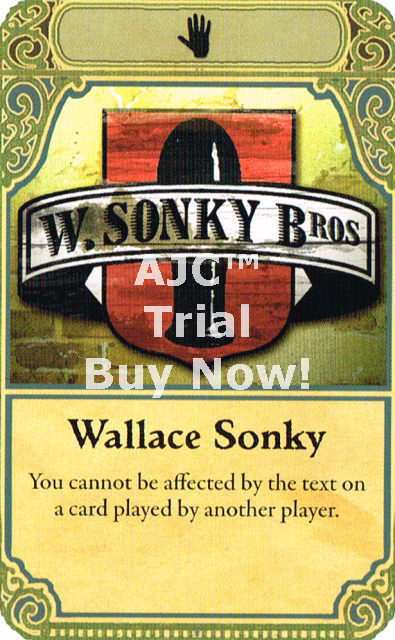 W. SONKY BROS
AJC™
Trial
Buy Now!
Wallace Sonky
You cannot be affected by the text on
a card played by another player.